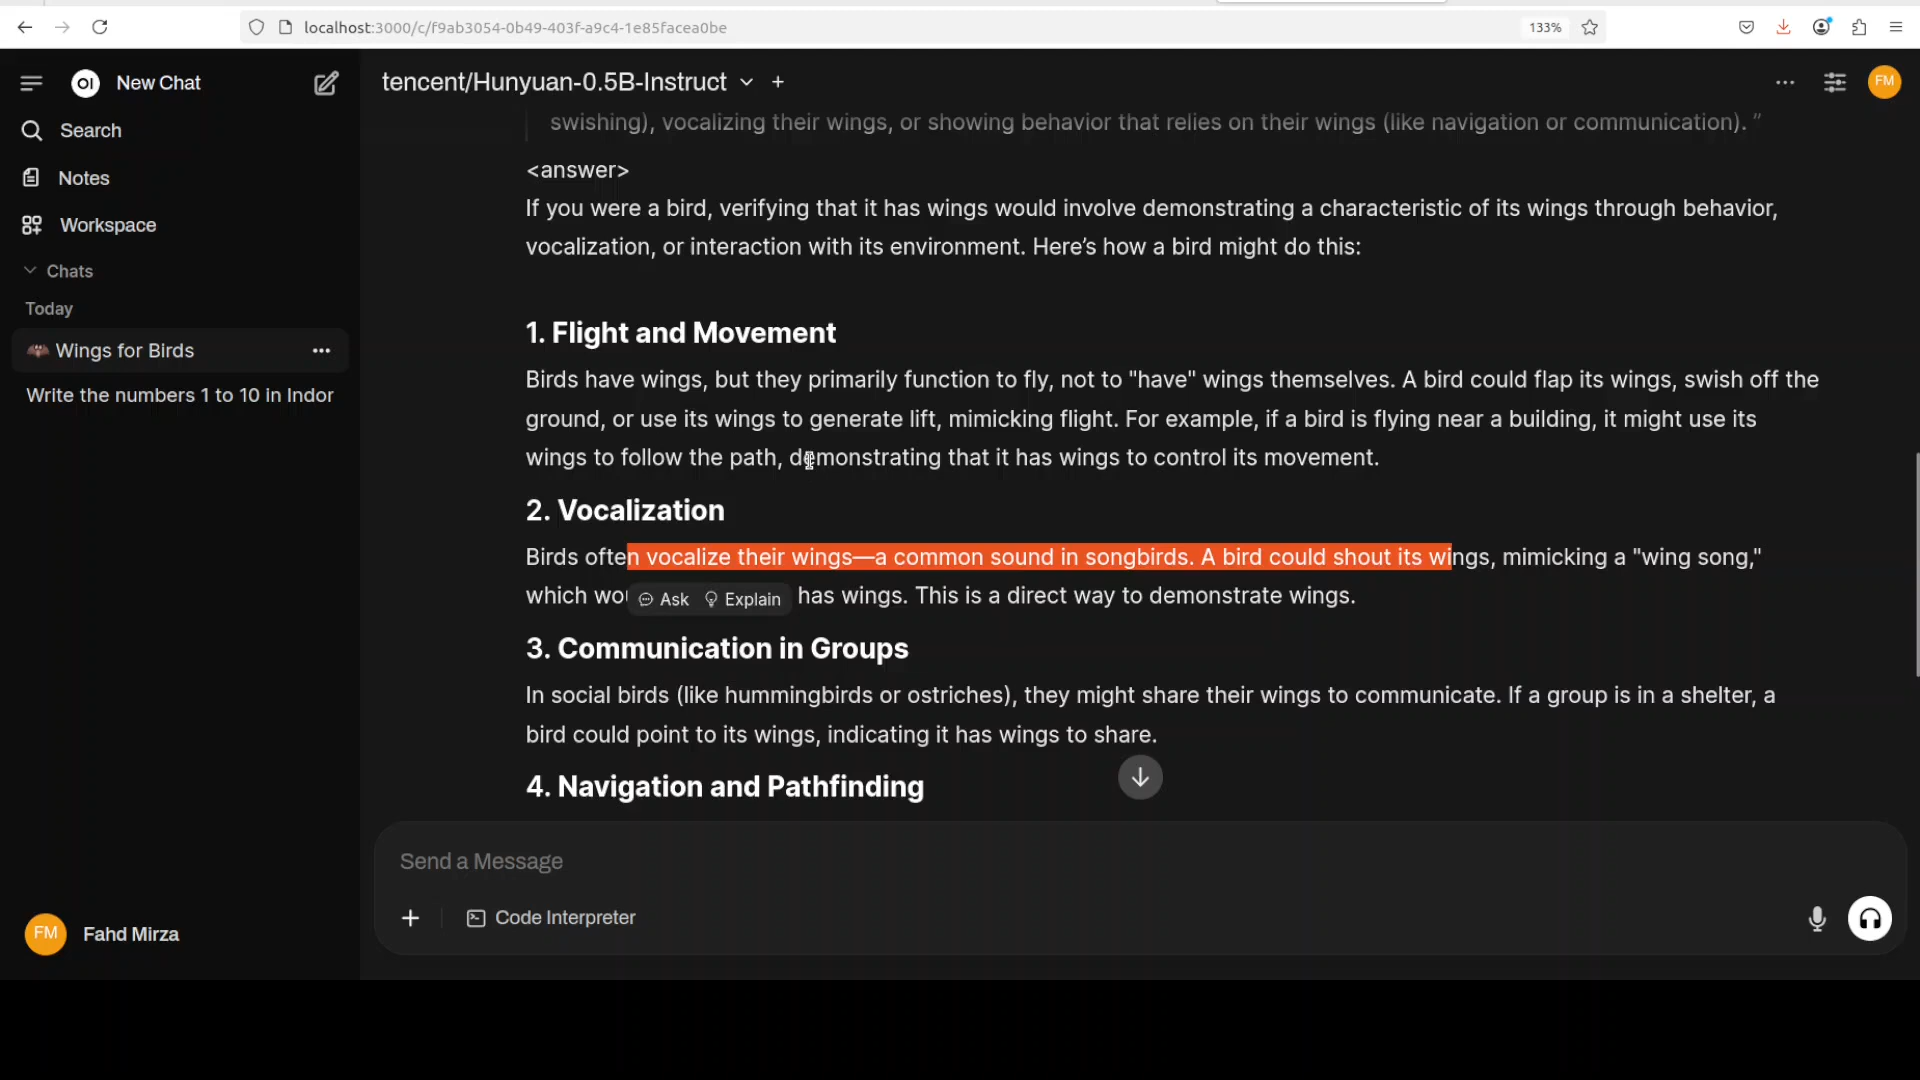 localhost:3000/c/f9ab3054-0b49-403f-a9c4-1e85facea0be
133%
OI New Chat
tencent/Hunyuan-0.5B-Instruct
FM
Search
Notes
Workspace
Chats
Today
Wings for Birds
Write the numbers 1 to 10 in Indor
Fahd Mirza
FM
swishing), vocalizing their wings, or showing behavior that relies on their wings (like navigation or communication). ”
<answer>
If you were a bird, verifying that it has wings would involve demonstrating a characteristic of its wings through behavior,
vocalization, or interaction with its environment. Here’s how a bird might do this:
1. Flight and Movement
Birds have wings, but they primarily function to fly, not to "have" wings themselves. A bird could flap its wings, swish off the
ground, or use its wings to generate lift, mimicking flight. For example, if a bird is flying near a building, it might use its
wings to follow the path, demonstrating that it has wings to control its movement.
2. Vocalization
Birds often vocalize their wings—a common sound in songbirds. A bird could shout its wings, mimicking a "wing song,"
which wou Ask Explain has wings. This is a direct way to demonstrate wings.
3. Communication in Groups
In social birds (like hummingbirds or ostriches), they might share their wings to communicate. If a group is in a shelter, a
bird could point to its wings, indicating it has wings to share.
4. Navigation and Pathfinding
Send a Message
Code Interpreter